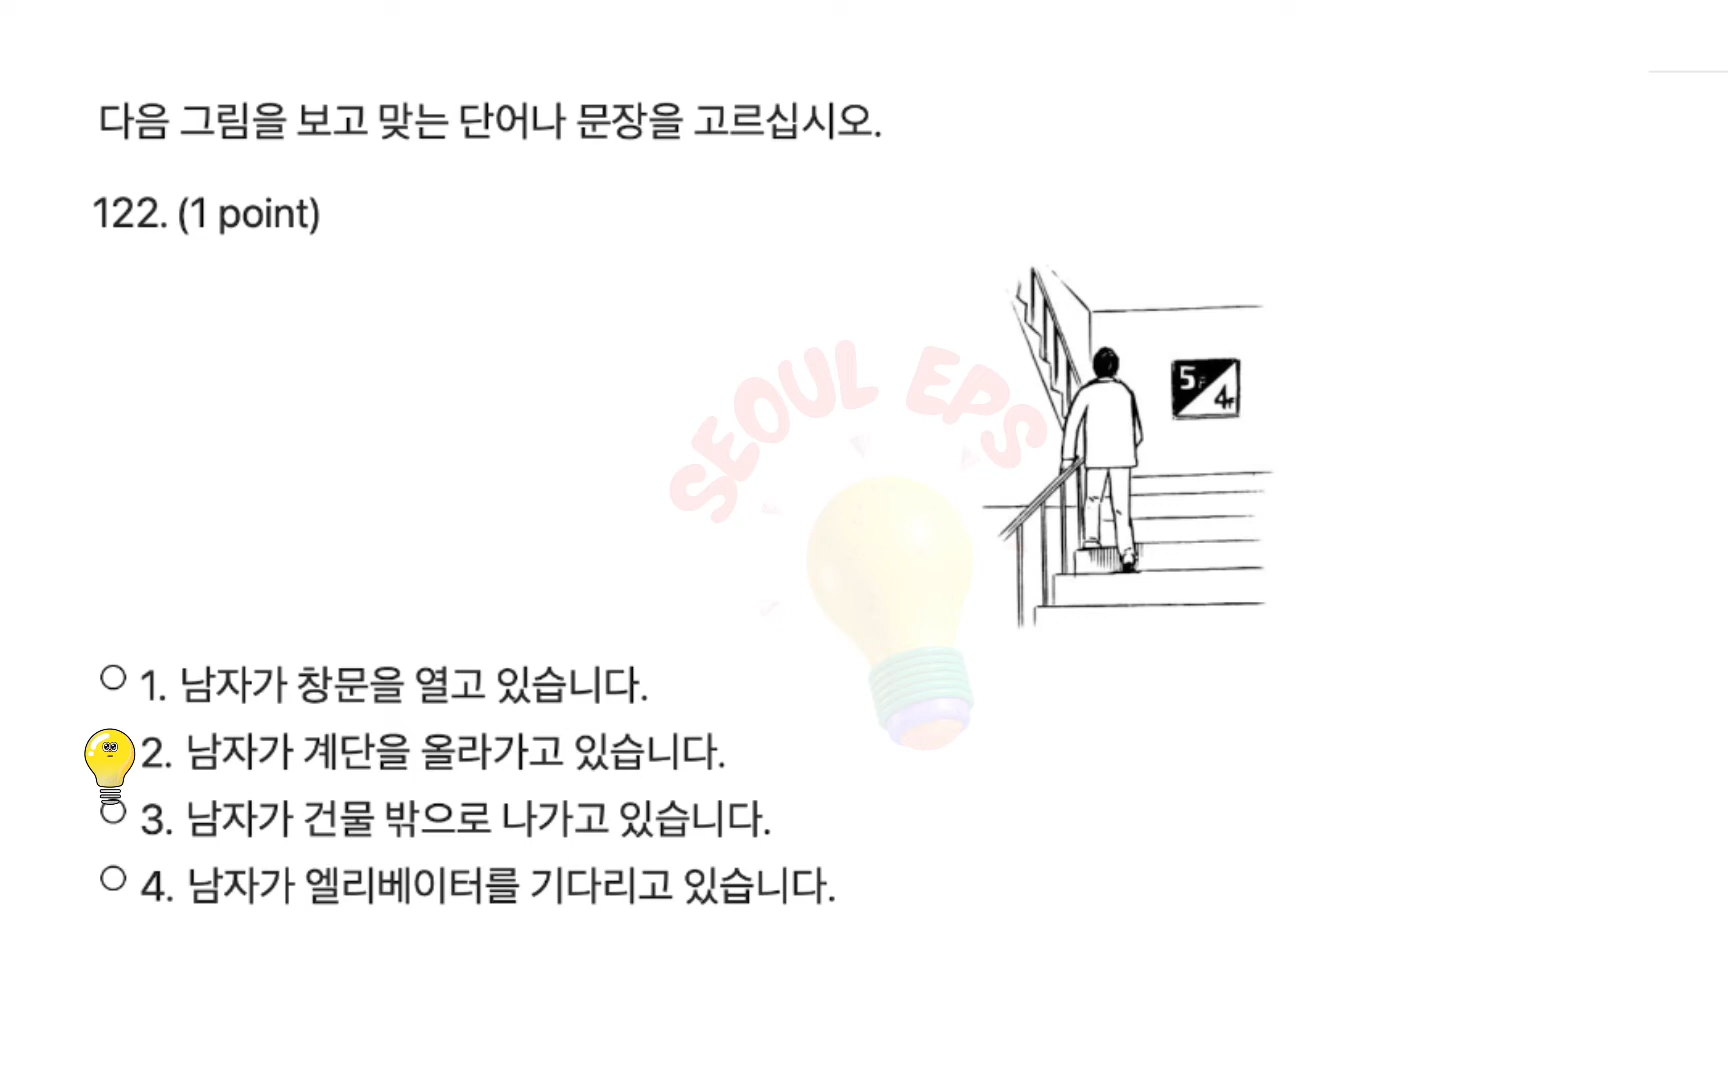 다음 그림을 보고 맞는 단어나 문장을 고르십시오.
122. (1 point)
SEOUL EPS
5F
4F
1. 남자가 창문을 열고 있습니다.
2. 남자가 계단을 올라가고 있습니다.
3. 남자가 건물 밖으로 나가고 있습니다.
4. 남자가 엘리베이터를 기다리고 있습니다.